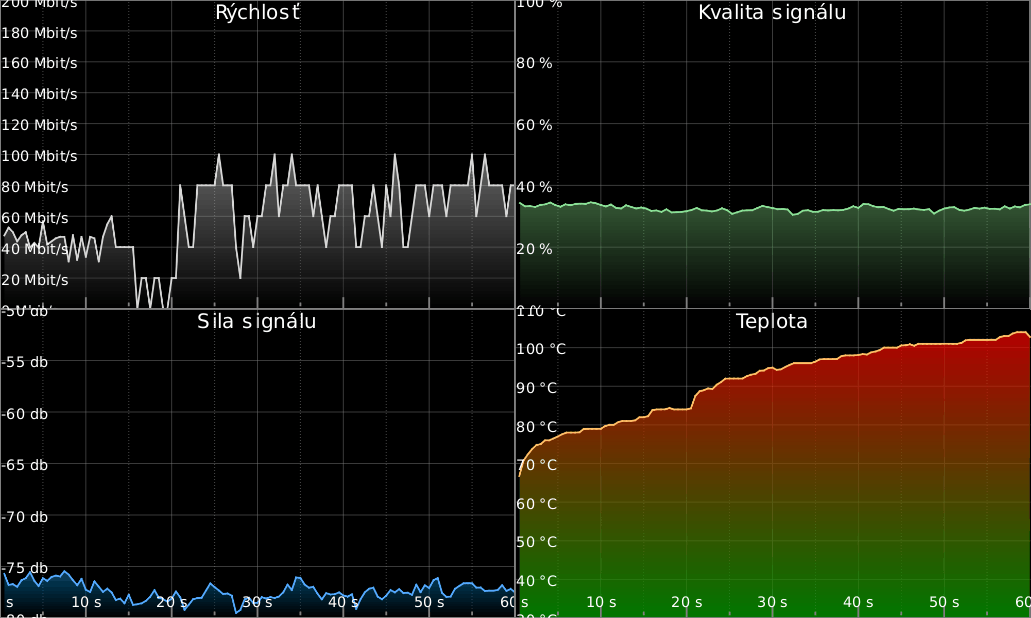 Rýchlosť
200 Mbit/s
180 Mbit/s
160 Mbit/s
140 Mbit/s
120 Mbit/s
100 Mbit/s
80 Mbit/s
60 Mbit/s
40 Mbit/s
20 Mbit/s
Kvalita signálu
100 %
80 %
60 %
40 %
20 %
Sila signálu
-50 db
-55 db
-60 db
-65 db
-70 db
-75 db
-80 db
s 10 s 20 s 30 s 40 s 50 s 60
Teplota
110 °C
100 °C
90 °C
80 °C
70 °C
60 °C
50 °C
40 °C
30 °C
10 s 20 s 30 s 40 s 50 s 60